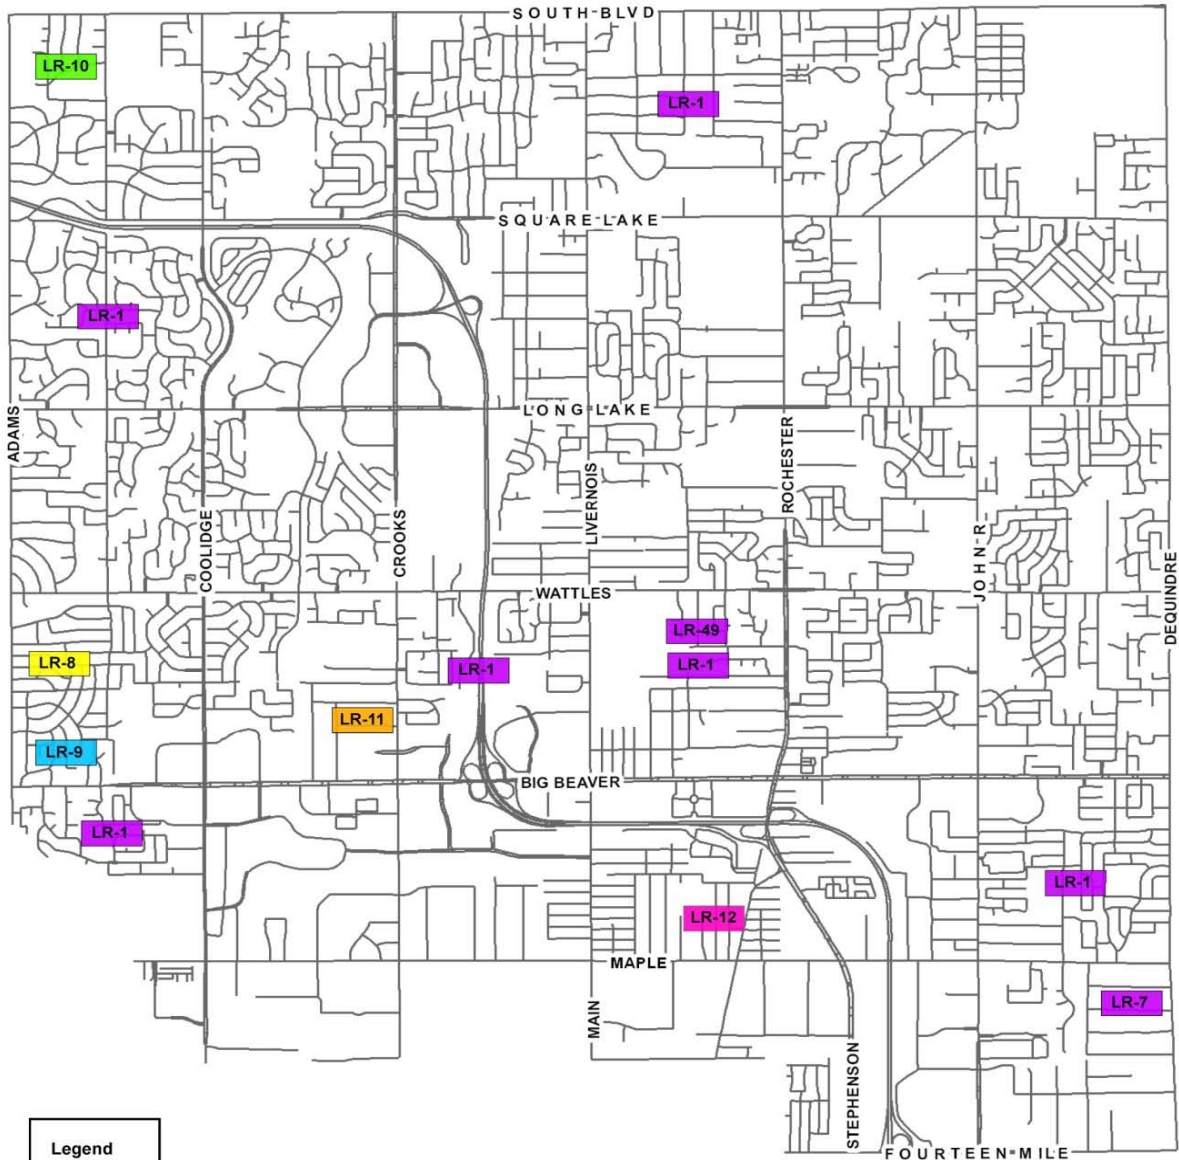 SOUTH BLVD
LR-10
LR-1
SQUARE LAKE
LR-1
LONG LAKE
ADAMS
ROCHESTER
LIVERNOIS
COOLIDGE
CROOKS
JOHN R
DEQUINDRE
WATTLES
LR-49
LR-8
LR-1
LR-1
LR-11
LR-9
BIG BEAVER
LR-1
LR-1
LR-12
MAPLE
LR-7
MAIN
STEPHENSON
Legend
FOURTEEN MILE